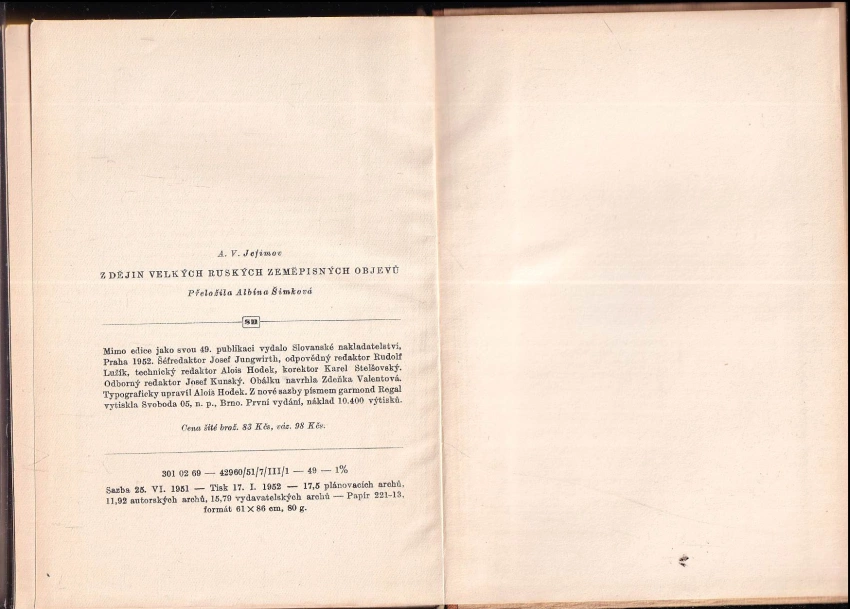 A. V. Jefimov
Z DĚJIN VELKÝCH RUSKÝCH ZEMĚPISNÝCH OBJEVŮ
Přeložila Albína Šimková
SN
Mimo edice jako svou 49. publikaci vydalo Slovanské nakladatelství,
Praha 1952. Šéfredaktor Josef Jungwirth, odpovědný redaktor Rudolf
Lužík, technický redaktor Alois Hodek, korektor Karel Stelšovský.
Odborný redaktor Josef Kunský. Obálku navrhla Zdeňka Valentová.
Typograficky upravil Alois Hodek. Z nové sazby písmem garmond Regal
vytiskla Svoboda 05, n. p., Brno. První vydání, náklad 10.400 výtisků.
Cena šité brož. 83 Kčs, váz. 98 Kčs.
301 02 69 — 42960/51/7/III/1 — 49 — 1%
Sazba 25. VI. 1951 — Tisk 17. I. 1952 — 17,5 plánovacích archů,
11,92 autorských archů, 15,79 vydavatelských archů — Papír 221-13,
formát 61 × 86 cm, 80 g.